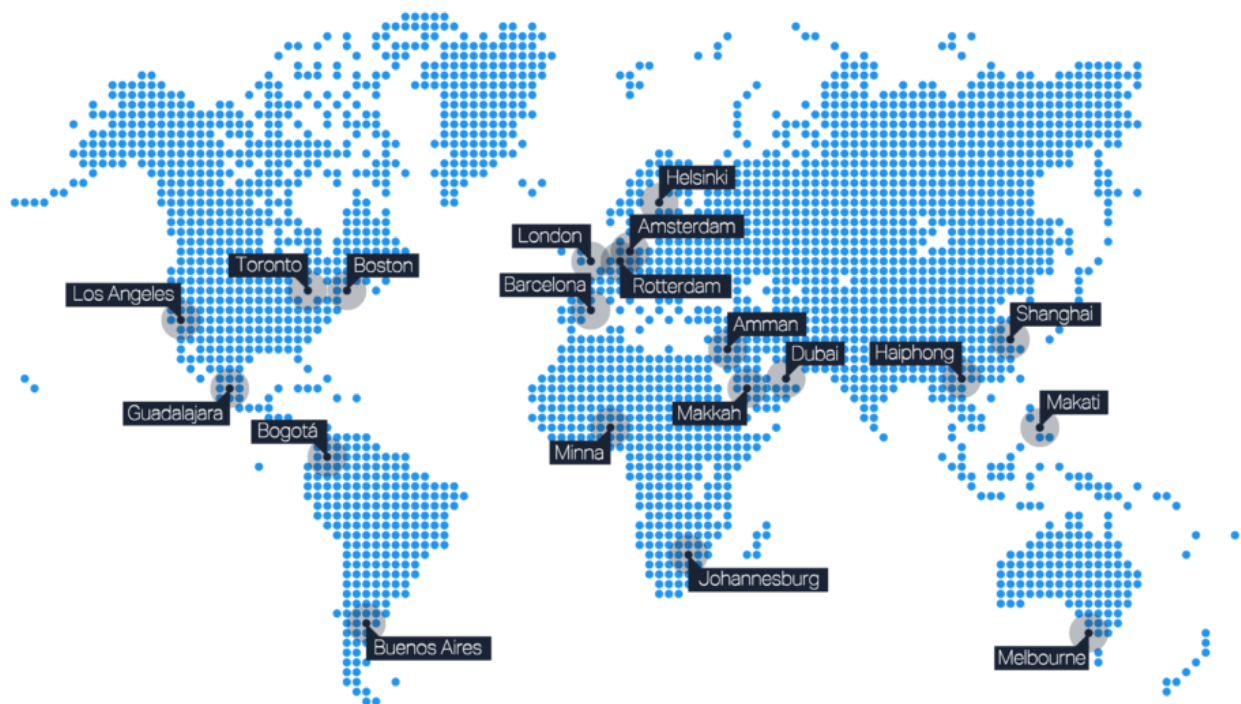 Helsinki
Amsterdam
London
Toronto
Boston
Barcelona
Rotterdam
Los Angeles
Amman
Shanghai
Dubai
Haiphong
Guadalajara
Makkah
Makati
Bogotá
Minna
Johannesburg
Buenos Aires
Melbourne